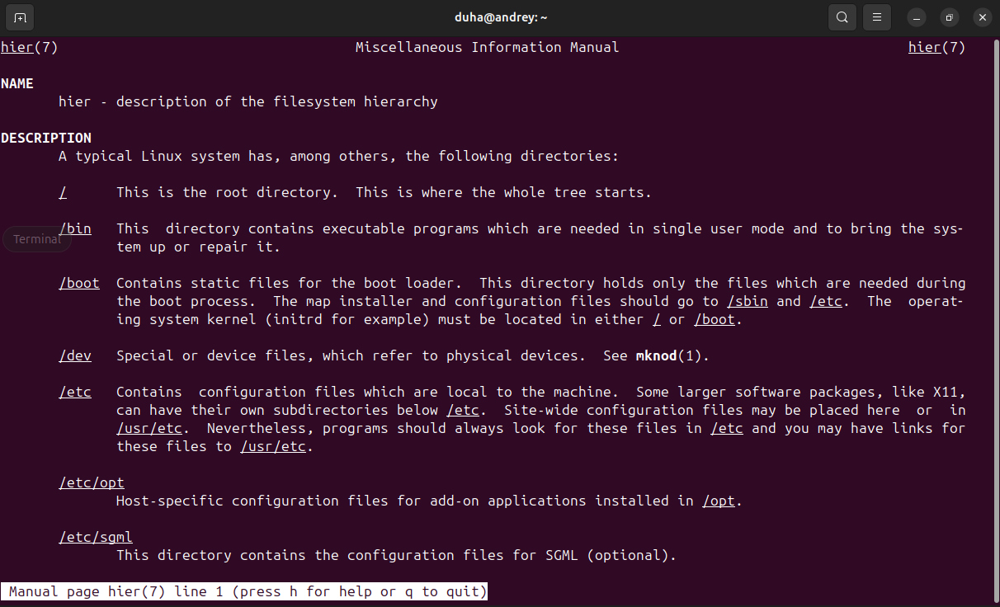 duha@andrey: ~
hier(7) Miscellaneous Information Manual hier(7)
NAME
hier - description of the filesystem hierarchy
DESCRIPTION
A typical Linux system has, among others, the following directories:
/ This is the root directory.  This is where the whole tree starts.
/bin This  directory contains executable programs which are needed in single user mode and to bring the sys‐
Terminal
tem up or repair it.
/boot Contains static files for the boot loader.  This directory holds only the files which are needed during
the boot process.  The map installer and configuration files should go to /sbin and /etc.  The  operat‐
ing system kernel (initrd for example) must be located in either / or /boot.
/dev Special or device files, which refer to physical devices.  See mknod(1).
/etc Contains  configuration files which are local to the machine.  Some larger software packages, like X11,
can have their own subdirectories below /etc.  Site-wide configuration files may be placed here  or  in
/usr/etc.  Nevertheless, programs should always look for these files in /etc and you may have links for
these files to /usr/etc.
/etc/opt
Host-specific configuration files for add-on applications installed in /opt.
/etc/sgml
This directory contains the configuration files for SGML (optional).
Manual page hier(7) line 1 (press h for help or q to quit)